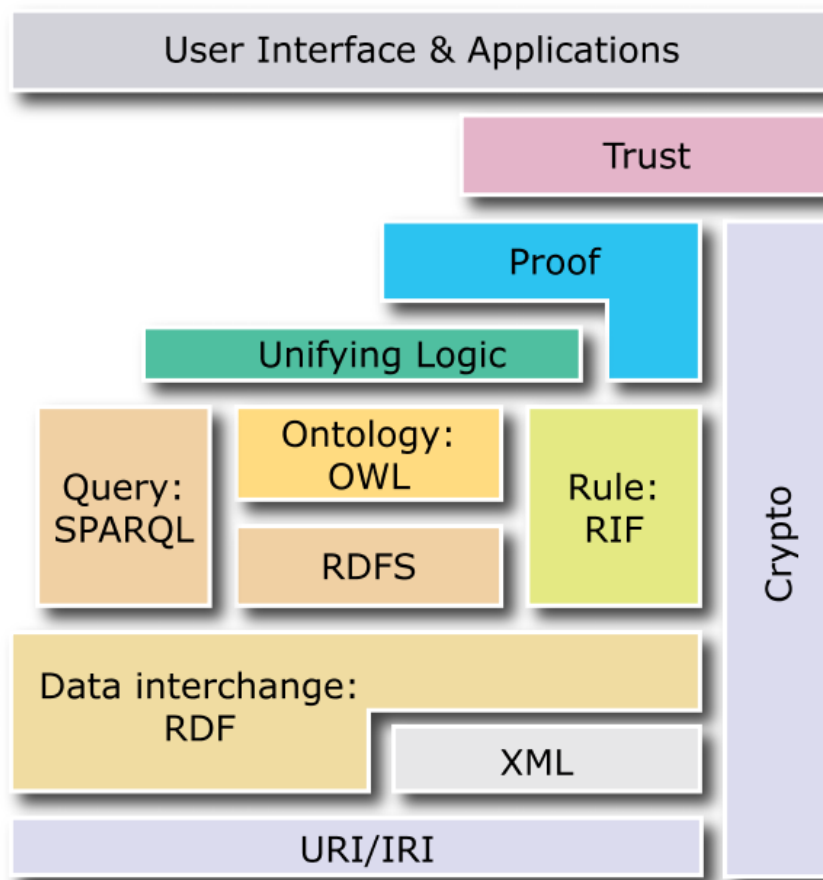 User Interface & Applications
Trust
Proof
Unifying Logic
Query:
SPARQL
Ontology:
OWL
RDFS
Rule:
RIF
Crypto
Data interchange:
RDF
XML
URI/IRI